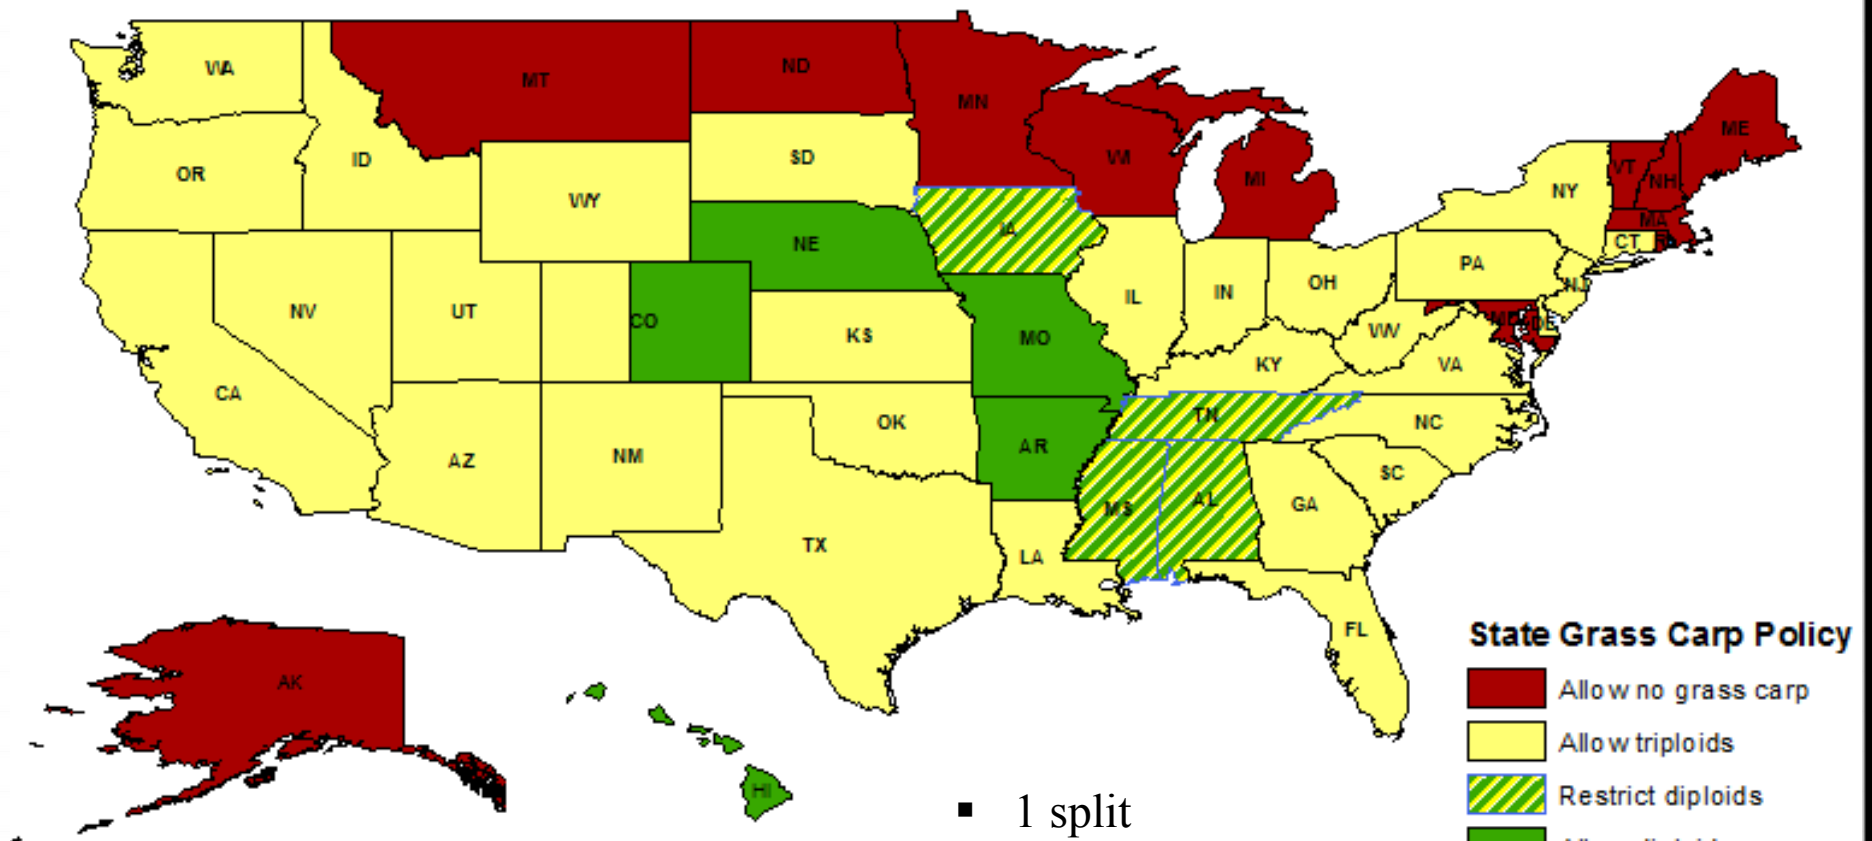 WA
MT
ND
MN
ME
OR
ID
SD
WI
MI
VT
NH
NY
WY
MA
NE
IA
CT
PA
NV
UT
CO
KS
MO
IL
IN
OH
NJ
WV
MD
DE
VA
CA
KY
AZ
NM
OK
AR
TN
NC
SC
MS
AL
GA
TX
LA
FL
AK
HI
State Grass Carp Policy
Allow no grass carp
Allow triploids
Restrict diploids
▪ 1 split